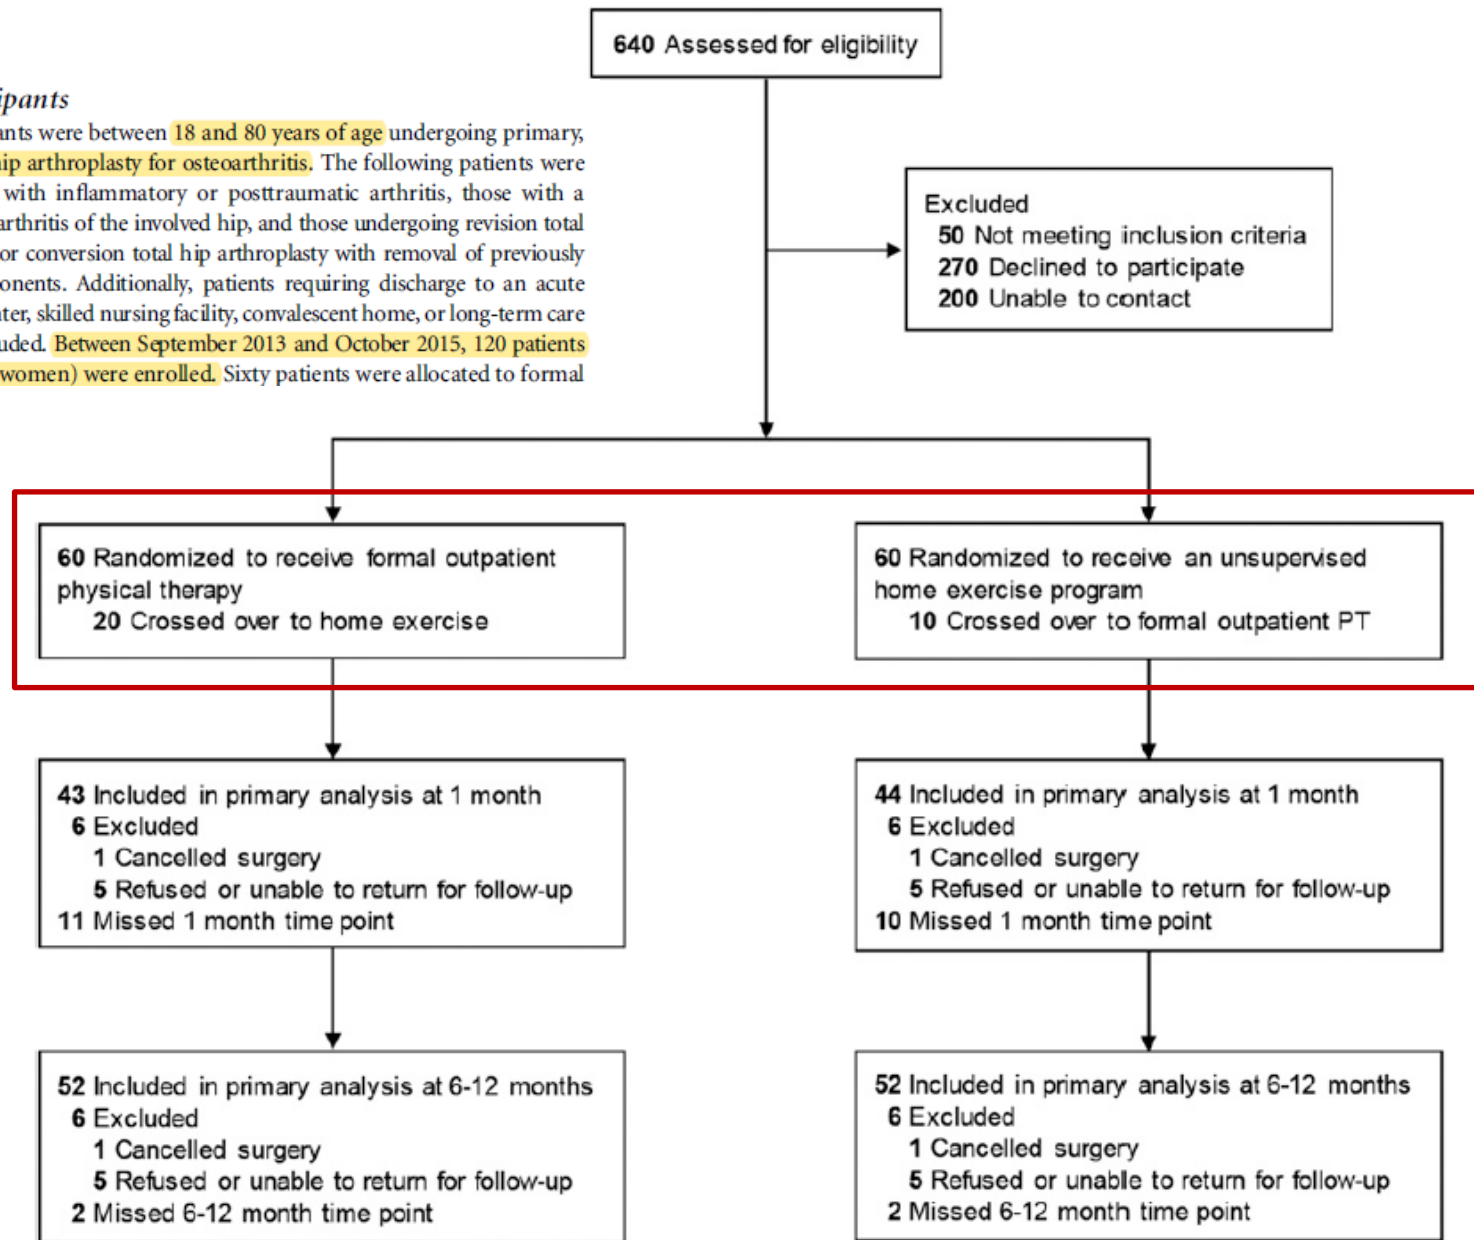 640 Assessed for eligibility
ipants
ants were between 18 and 80 years of age undergoing primary,
hip arthroplasty for osteoarthritis. The following patients were
with inflammatory or posttraumatic arthritis, those with a
arthritis of the involved hip, and those undergoing revision total
or conversion total hip arthroplasty with removal of previously
onents. Additionally, patients requiring discharge to an acute
ter, skilled nursing facility, convalescent home, or long-term care
uded. Between September 2013 and October 2015, 120 patients
women) were enrolled. Sixty patients were allocated to formal
Excluded
50 Not meeting inclusion criteria
270 Declined to participate
200 Unable to contact
60 Randomized to receive formal outpatient
physical therapy
20 Crossed over to home exercise
60 Randomized to receive an unsupervised
home exercise program
10 Crossed over to formal outpatient PT
43 Included in primary analysis at 1 month
6 Excluded
1 Cancelled surgery
5 Refused or unable to return for follow-up
11 Missed 1 month time point
44 Included in primary analysis at 1 month
6 Excluded
1 Cancelled surgery
5 Refused or unable to return for follow-up
10 Missed 1 month time point
52 Included in primary analysis at 6-12 months
6 Excluded
1 Cancelled surgery
5 Refused or unable to return for follow-up
2 Missed 6-12 month time point
52 Included in primary analysis at 6-12 months
6 Excluded
1 Cancelled surgery
5 Refused or unable to return for follow-up
2 Missed 6-12 month time point